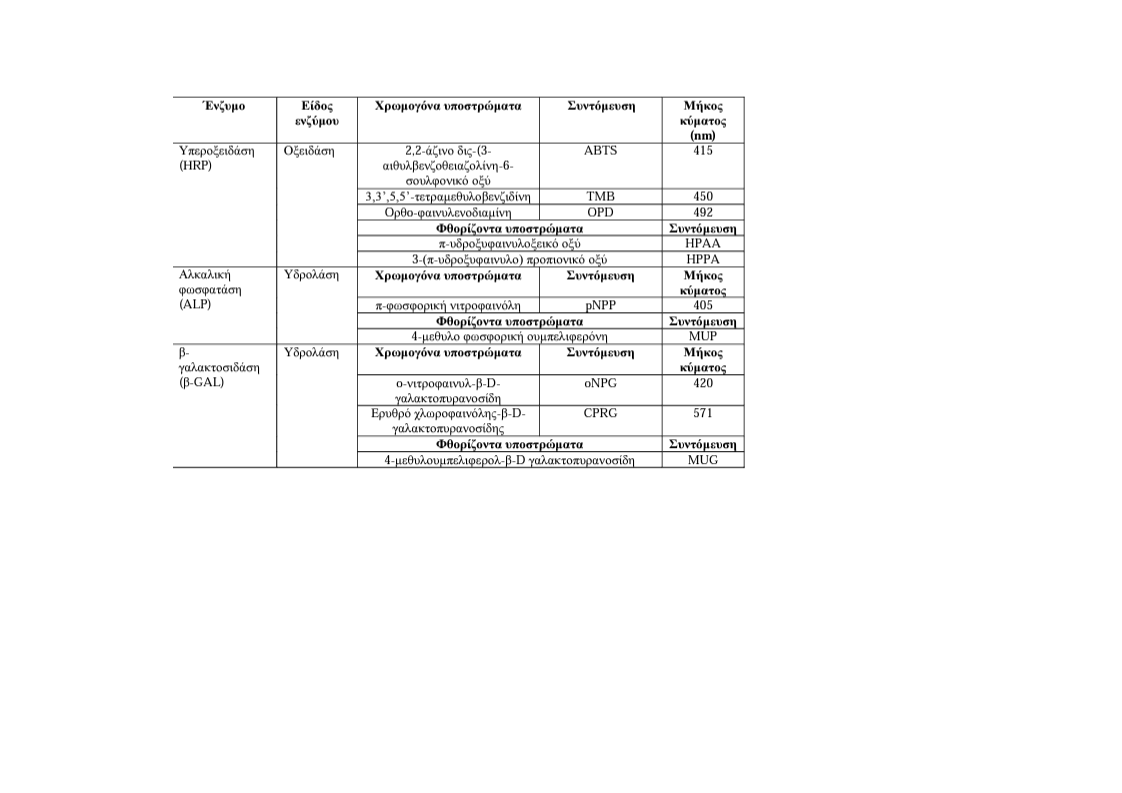 Ένζυμο Είδος ενζύμου Χρωμογόνα υποστρώματα Συντόμευση Μήκος κύματος (nm)
Υπεροξειδάση (HRP) Οξειδάση 2,2-άζινο δις-(3-
αιθυλβενζοθειαζολίνη-6-
σουλφονικό οξύ ABTS 415
3,3’,5,5’-τετραμεθυλοβενζιδίνη TMB 450
Ορθο-φαινυλενοδιαμίνη OPD 492
Φθορίζοντα υποστρώματα Συντόμευση
π-υδροξυφαινυλοξεικό οξύ HPAA
3-(π-υδροξυφαινυλο) προπιονικό οξύ HPPA
Αλκαλική φωσφατάση (ALP) Υδρολάση Χρωμογόνα υποστρώματα Συντόμευση Μήκος κύματος
π-φωσφορική νιτροφαινόλη pNPP 405
Φθορίζοντα υποστρώματα Συντόμευση
4-μεθυλο φωσφορική ουμπελιφερόνη MUP
β-γαλακτοσιδάση (β-GAL) Υδρολάση Χρωμογόνα υποστρώματα Συντόμευση Μήκος κύματος
ο-νιτροφαινυλ-β-D-
γαλακτοπυρανοσίδη oNPG 420
Ερυθρό χλωροφαινόλης-β-D-
γαλακτοπυρανοσίδης CPRG 571
Φθορίζοντα υποστρώματα Συντόμευση
4-μεθυλουμπελιφερολ-β-D γαλακτοπυρανοσίδη MUG